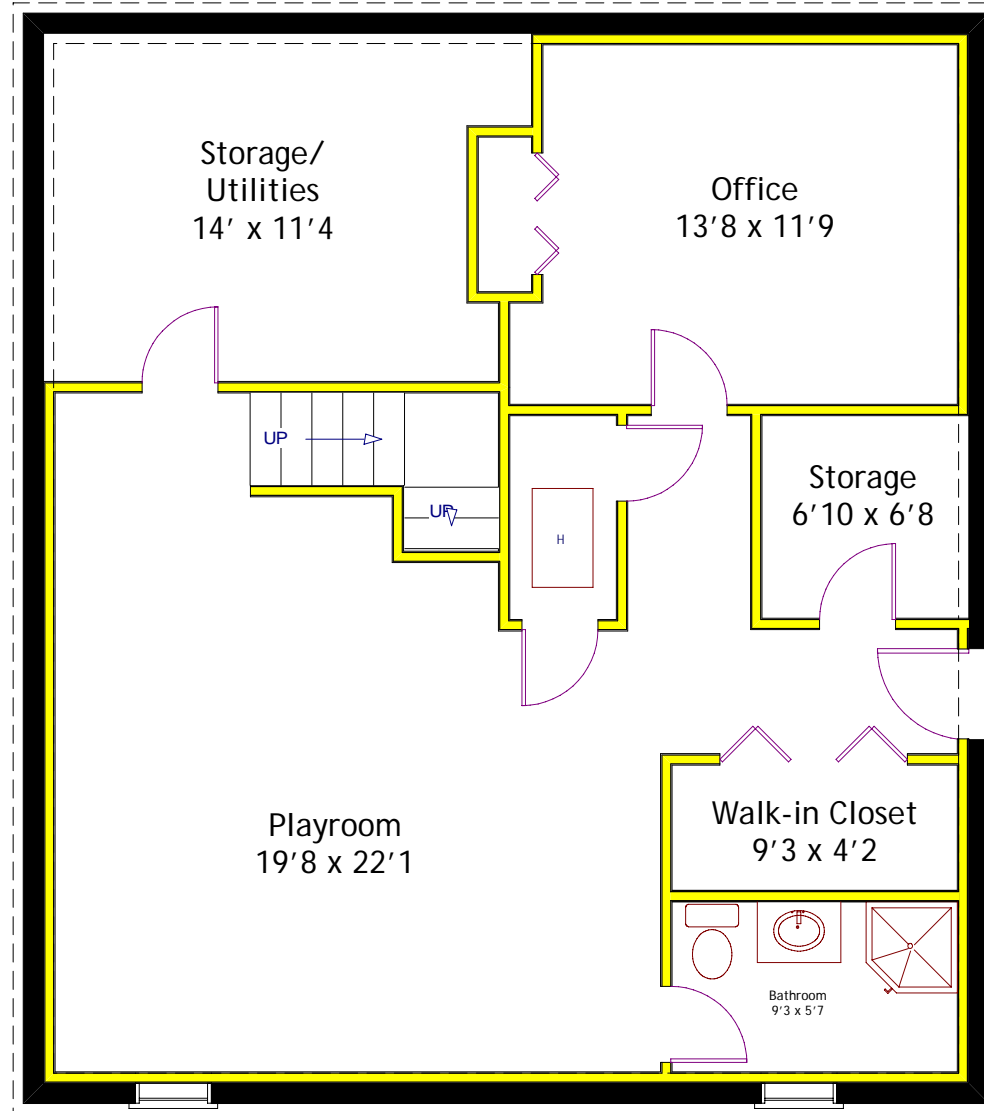 Storage/
Utilities
14' x 11'4
Office
13'8 x 11'9
UP
UP
H
Storage
6'10 x 6'8
Playroom
19'8 x 22'1
Walk-in Closet
9'3 x 4'2
Bathroom
9'3 x 5'7